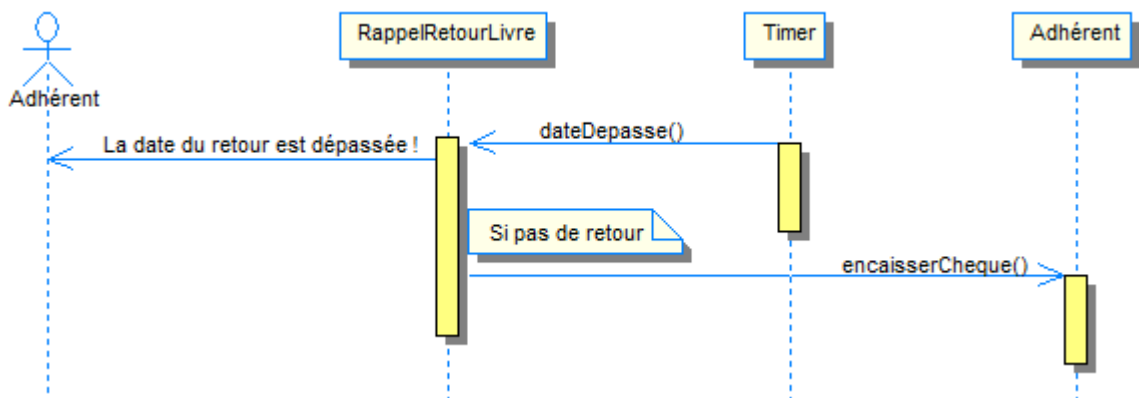 RappelRetourLivre
Timer
Adhérent
Adhérent
dateDepasse()
La date du retour est dépassée !
Si pas de retour
encaisserCheque()